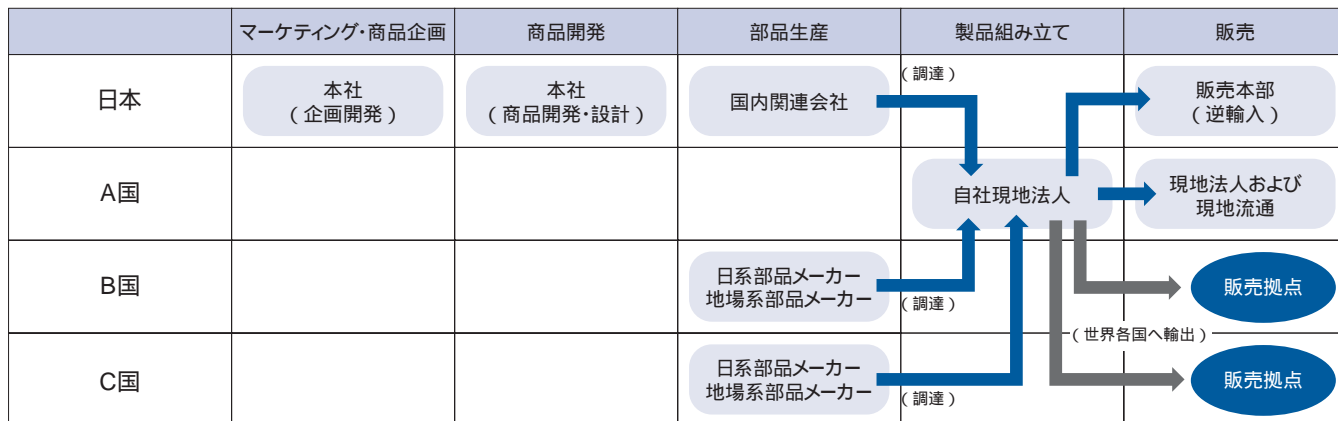 マーケティング・商品企画
商品開発
部品生産
製品組み立て
販売
日本
本社
（企画開発）
本社
（商品開発・設計）
国内関連会社
（調達）
販売本部
（逆輸入）
A国
自社現地法人
現地法人および
現地流通
B国
日系部品メーカー
地場系部品メーカー
（調達）
販売拠点
（世界各国へ輸出）
C国
日系部品メーカー
地場系部品メーカー
（調達）
販売拠点